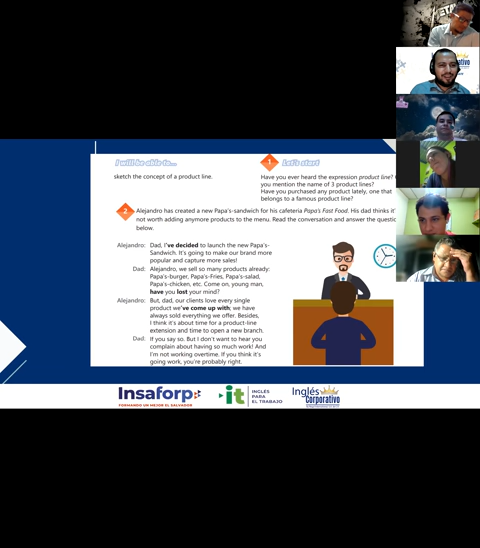 I will be able to...
sketch the concept of a product line.
1.
Let's start
Have you ever heard the expression product line?
you mention the name of 3 product lines?
Have you purchased any product lately, one that
belongs to a famous product line?
2.
Alejandro has created a new Papa's-sandwich for his cafeteria Papa's Fast Food. His dad thinks it'
not worth adding anymore products to the menu. Read the conversation and answer the questio
below.
Alejandro: Dad, I've decided to launch the new Papa's-
Sandwich. It's going to make our brand more
popular and capture more sales!
Dad: Alejandro, we sell so many products already:
Papa's-burger, Papa's-Fries, Papa's-salad,
Papa's-chicken, etc. Come on, young man,
have you lost your mind?
Alejandro: But, dad, our clients love every single
product we've come up with; we have
always sold everything we offer. Besides,
I think it's about time for a product-line
extension and time to open a new branch.
Dad: If you say so. But I don't want to hear you
complain about having so much work! And
I'm not working overtime. If you think it's
going work, you're probably right.
Insaforp
FORMANDO UN MEJOR EL SALVADOR
it
INGLÉS
PARA
EL TRABAJO
Inglés
Corporativo